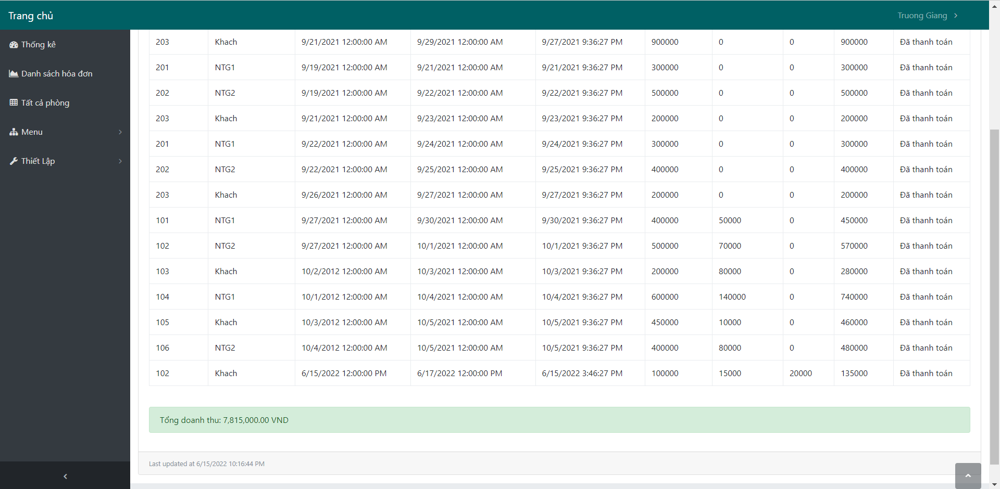 Trang chủ
Truong Giang
Thống kê
Danh sách hóa đơn
Tất cả phòng
Menu
Thiết Lập
203 Khach 9/21/2021 12:00:00 AM 9/29/2021 12:00:00 AM 9/27/2021 9:36:27 PM 900000 0 0 900000 Đã thanh toán
201 NTG1 9/19/2021 12:00:00 AM 9/21/2021 12:00:00 AM 9/21/2021 9:36:27 PM 300000 0 0 300000 Đã thanh toán
202 NTG2 9/19/2021 12:00:00 AM 9/22/2021 12:00:00 AM 9/22/2021 9:36:27 PM 500000 0 0 500000 Đã thanh toán
203 Khach 9/21/2021 12:00:00 AM 9/23/2021 12:00:00 AM 9/23/2021 9:36:27 PM 200000 0 0 200000 Đã thanh toán
201 NTG1 9/22/2021 12:00:00 AM 9/24/2021 12:00:00 AM 9/24/2021 9:36:27 PM 300000 0 0 300000 Đã thanh toán
202 NTG2 9/22/2021 12:00:00 AM 9/25/2021 12:00:00 AM 9/25/2021 9:36:27 PM 400000 0 0 400000 Đã thanh toán
203 Khach 9/26/2021 12:00:00 AM 9/27/2021 12:00:00 AM 9/27/2021 9:36:27 PM 200000 0 0 200000 Đã thanh toán
101 NTG1 9/27/2021 12:00:00 AM 9/30/2021 12:00:00 AM 9/30/2021 9:36:27 PM 400000 50000 0 450000 Đã thanh toán
102 NTG2 9/27/2021 12:00:00 AM 10/1/2021 12:00:00 AM 10/1/2021 9:36:27 PM 500000 70000 0 570000 Đã thanh toán
103 Khach 10/2/2012 12:00:00 AM 10/3/2021 12:00:00 AM 10/3/2021 9:36:27 PM 200000 80000 0 280000 Đã thanh toán
104 NTG1 10/1/2012 12:00:00 AM 10/4/2021 12:00:00 AM 10/4/2021 9:36:27 PM 600000 140000 0 740000 Đã thanh toán
105 Khach 10/3/2012 12:00:00 AM 10/5/2021 12:00:00 AM 10/5/2021 9:36:27 PM 450000 10000 0 460000 Đã thanh toán
106 NTG2 10/4/2012 12:00:00 AM 10/5/2021 12:00:00 AM 10/5/2021 9:36:27 PM 400000 80000 0 480000 Đã thanh toán
102 Khach 6/15/2022 12:00:00 PM 6/17/2022 12:00:00 PM 6/15/2022 3:46:27 PM 100000 15000 20000 135000 Đã thanh toán
Tổng doanh thu: 7,815,000.00 VND
Last updated at 6/15/2022 10:16:44 PM